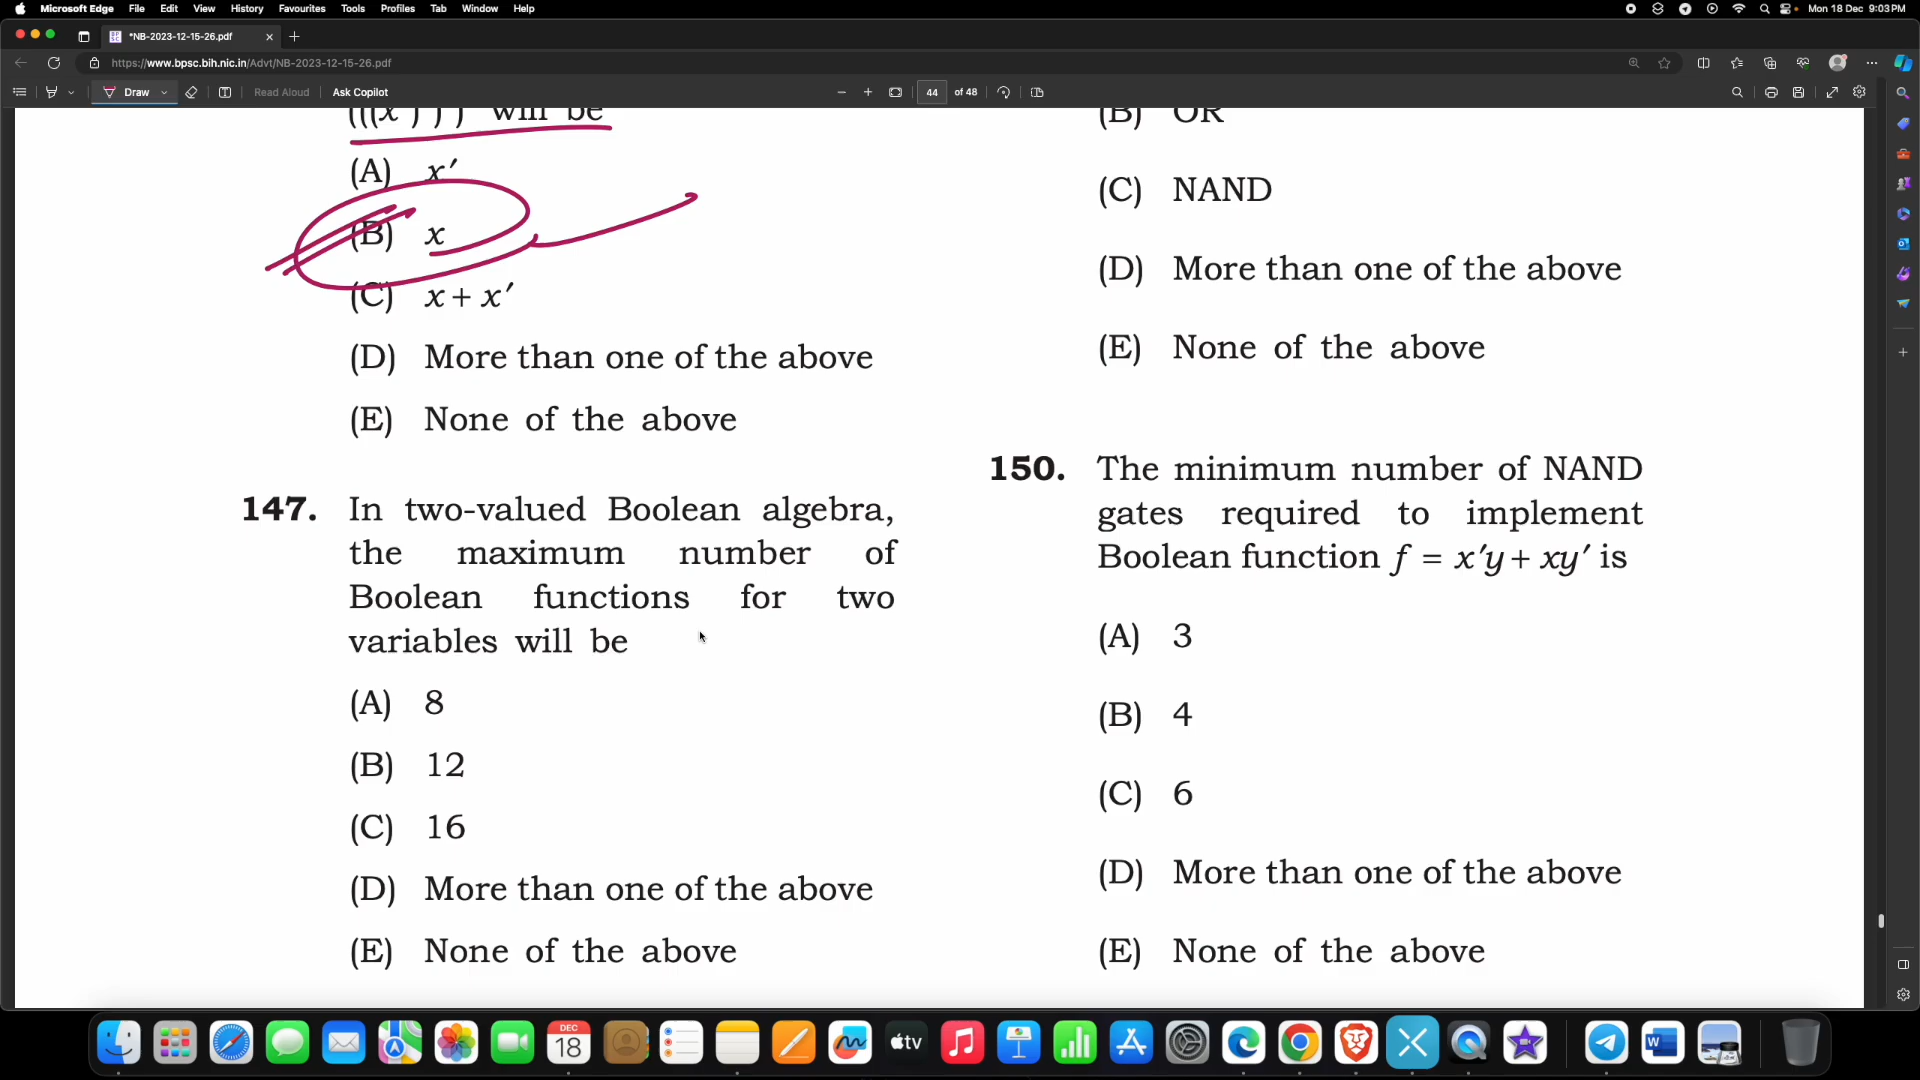 Microsoft Edge File Edit View History Favourites Tools Profiles Tab Window Help Mon 18 Dec 9:03 PM
*NB-2023-12-15-26.pdf
https://www.bpsc.bih.nic.in/Advt/NB-2023-12-15-26.pdf
Draw Read Aloud Ask Copilot 44 of 48
will be
(A) x′
(B) x
(C) x + x′
(D) More than one of the above
(E) None of the above
147. In two-valued Boolean algebra,
the maximum number of
Boolean functions for two
variables will be
(A) 8
(B) 12
(C) 16
(D) More than one of the above
(E) None of the above
(B) OR
(C) NAND
(D) More than one of the above
(E) None of the above
150. The minimum number of NAND
gates required to implement
Boolean function f = x′y + xy′ is
(A) 3
(B) 4
(C) 6
(D) More than one of the above
(E) None of the above
DEC
18
tv
W